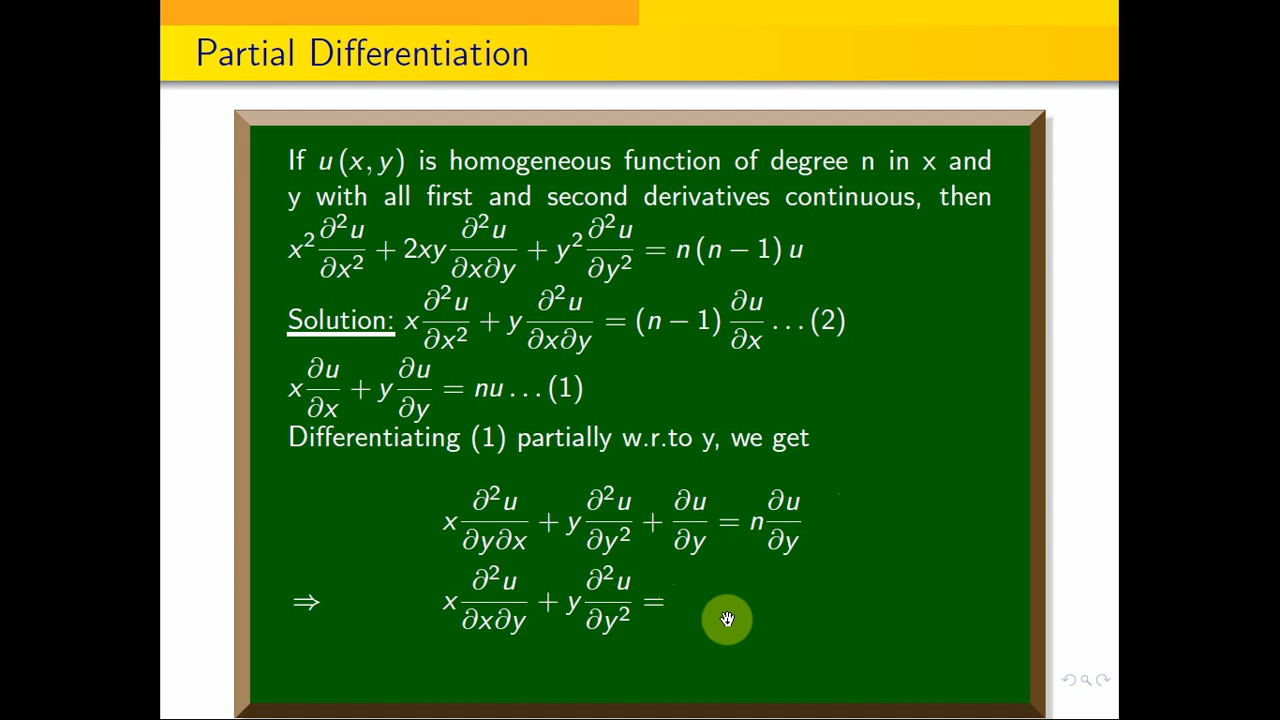 Partial Differentiation
If u(x, y) is homogeneous function of degree n in x and
y with all first and second derivatives continuous, then
x² ∂²u/∂x² + 2xy ∂²u/∂x∂y + y² ∂²u/∂y² = n(n − 1) u
Solution: x ∂²u/∂x² + y ∂²u/∂x∂y = (n − 1) ∂u/∂x ...(2)
x ∂u/∂x + y ∂u/∂y = nu ...(1)
Differentiating (1) partially w.r.to y, we get
x ∂²u/∂y∂x + y ∂²u/∂y² + ∂u/∂y = n ∂u/∂y
⇒ x ∂²u/∂x∂y + y ∂²u/∂y² =